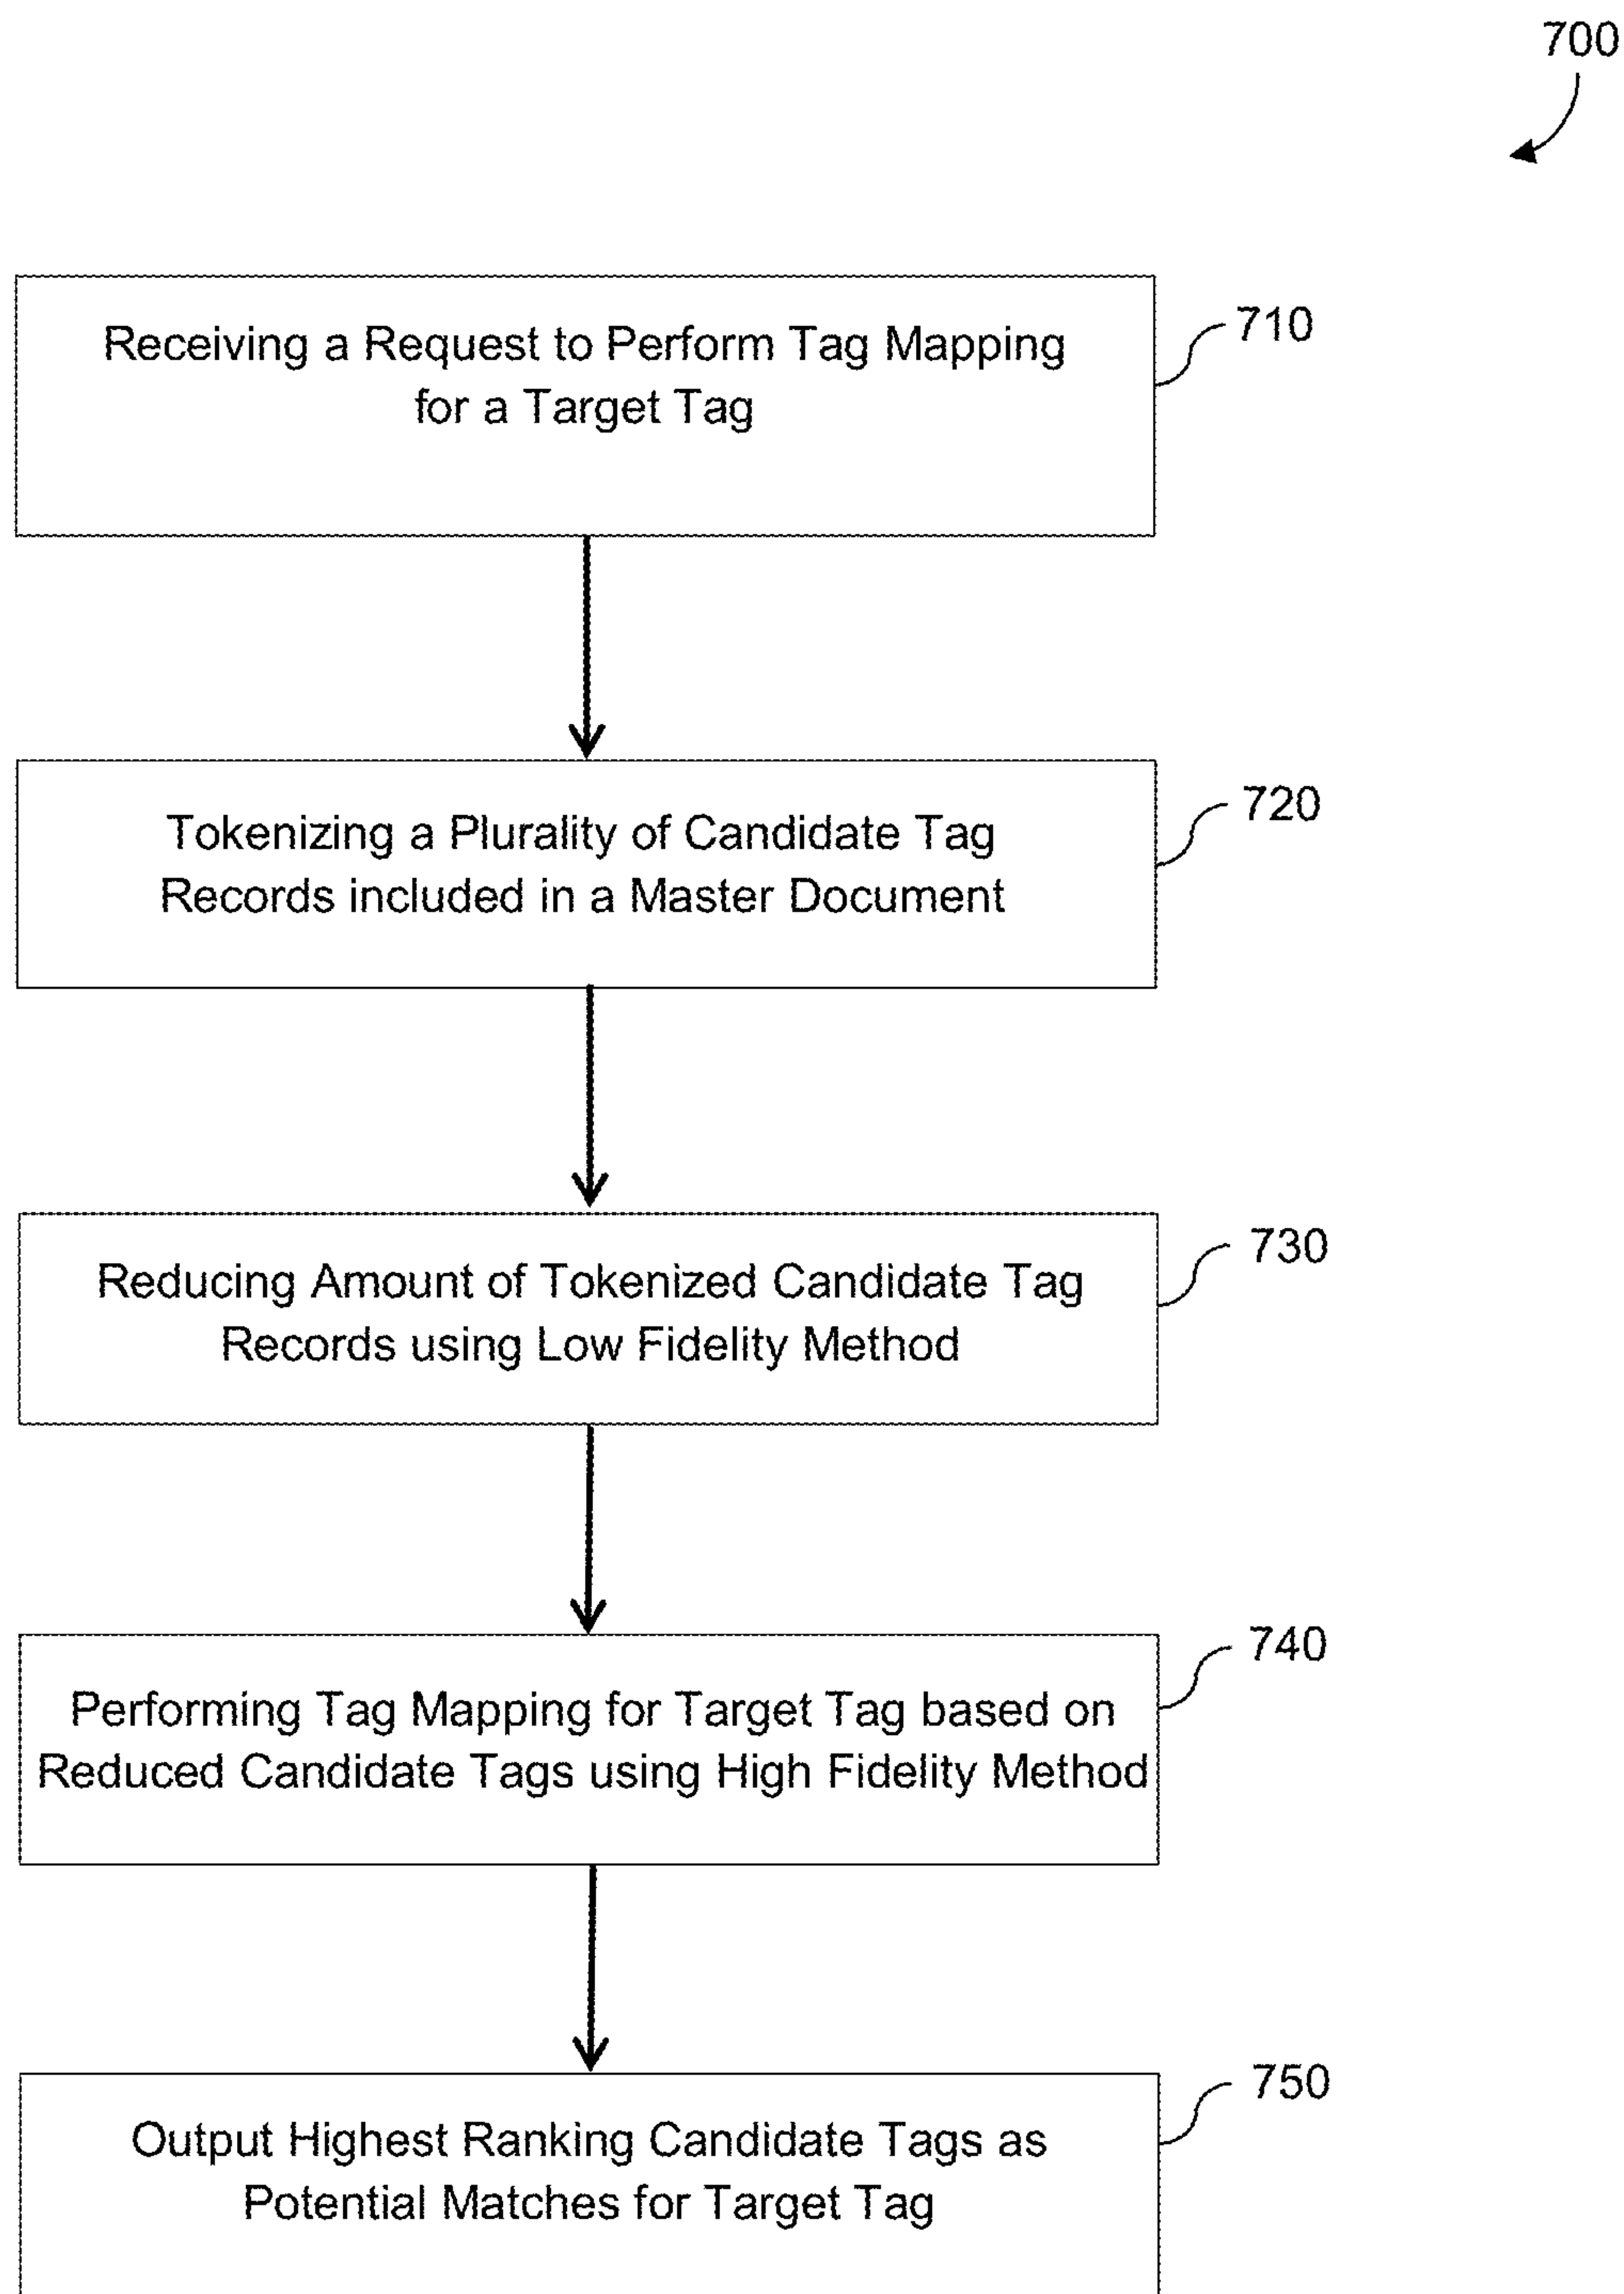 700
Receiving a Request to Perform Tag Mapping
for a Target Tag
710
Tokenizing a Plurality of Candidate Tag
Records included in a Master Document
720
Reducing Amount of Tokenized Candidate Tag
Records using Low Fidelity Method
730
Performing Tag Mapping for Target Tag based on
Reduced Candidate Tags using High Fidelity Method
740
Output Highest Ranking Candidate Tags as
Potential Matches for Target Tag
750